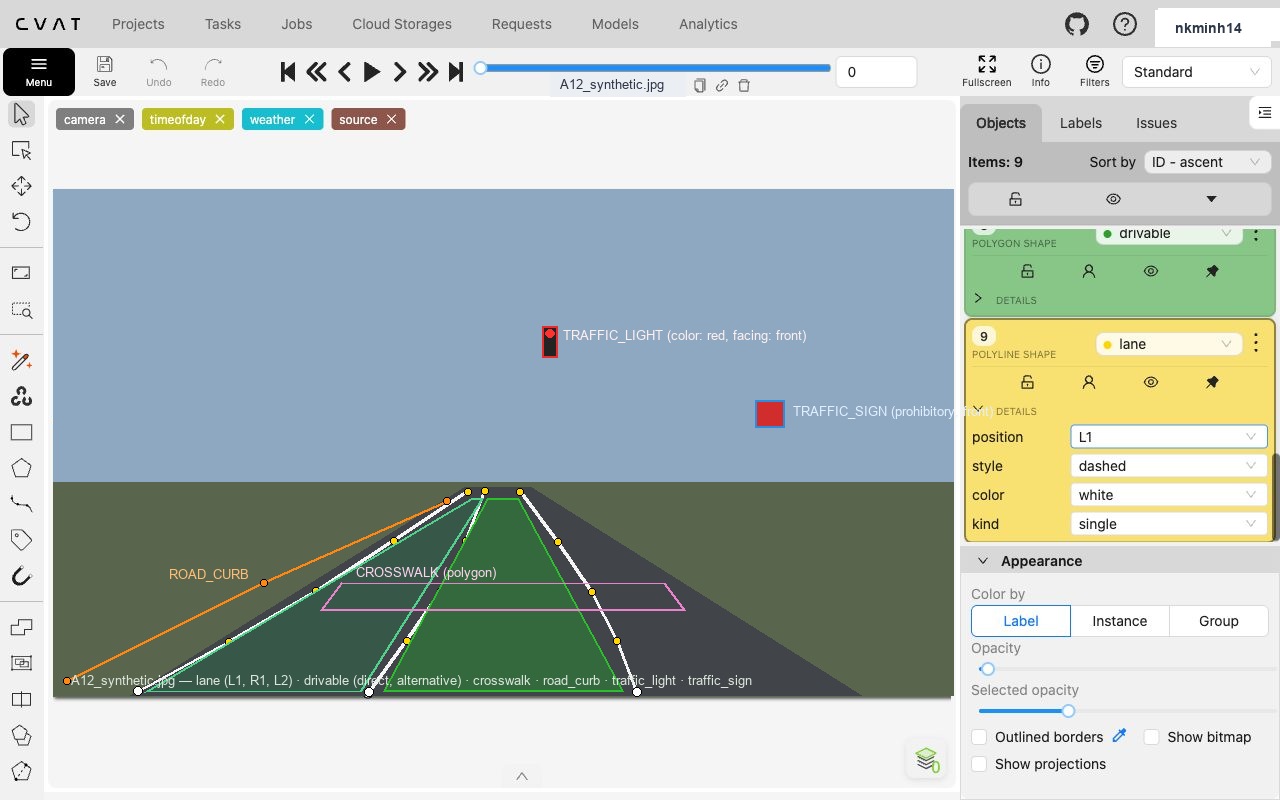 CVAT Projects Tasks Jobs Cloud Storages Requests Models Analytics nkminh14
Menu Save Undo Redo A12_synthetic.jpg 0 Fullscreen Info Filters Standard
camera timeofday weather source
Objects Labels Issues
Items: 9 Sort by ID - ascent
drivable
POLYGON SHAPE
DETAILS
9
lane
POLYLINE SHAPE
DETAILS
position L1
style dashed
color white
kind single
TRAFFIC_LIGHT (color: red, facing: front)
TRAFFIC_SIGN (prohibitory, front)
ROAD_CURB
CROSSWALK (polygon)
A12_synthetic.jpg — lane (L1, R1, L2) · drivable (direct, alternative) · crosswalk · road_curb · traffic_light · traffic_sign
0
Appearance
Color by
Label Instance Group
Opacity
Selected opacity
Outlined borders Show bitmap
Show projections